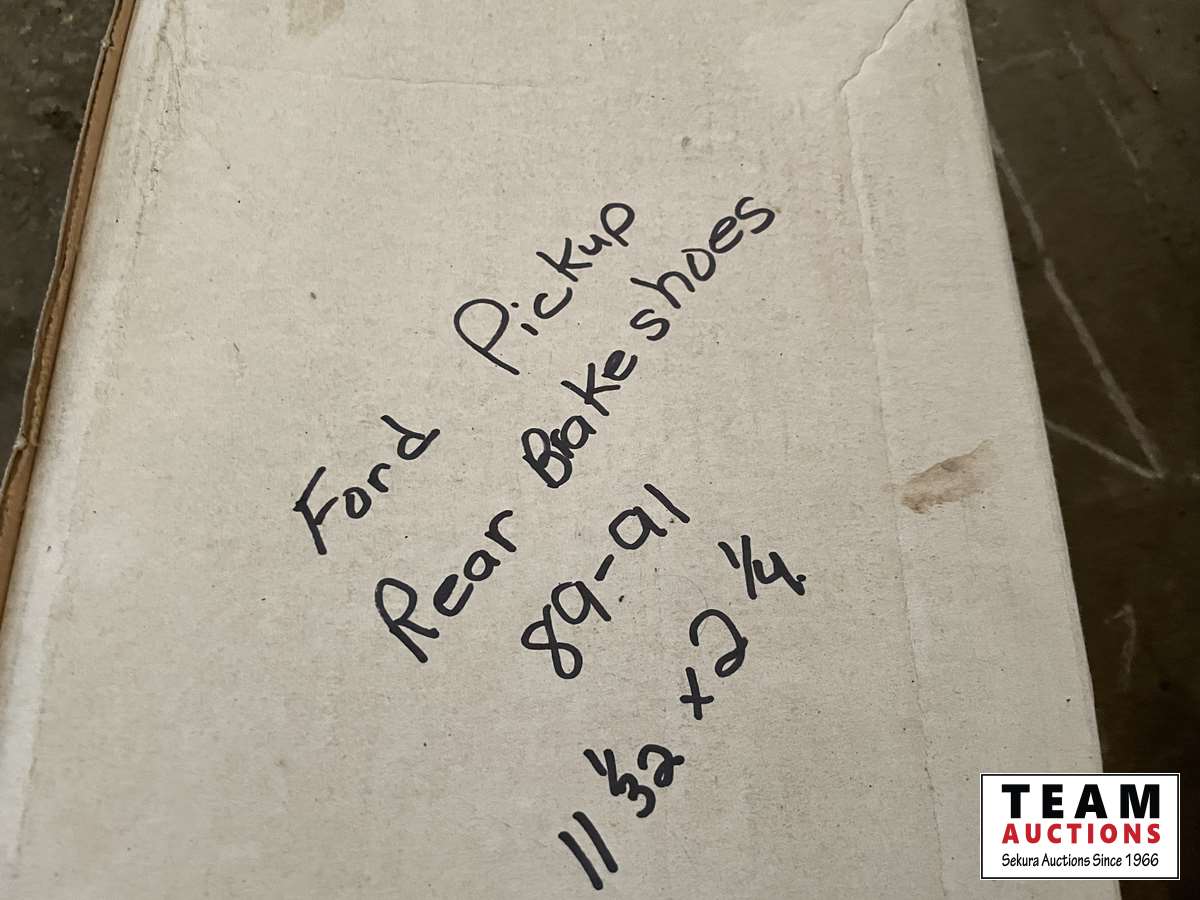 Ford Pickup
Rear Brake shoes
89-91
11 1/32 x 2 1/4
TEAM
AUCTIONS
Sekura Auctions Since 1966